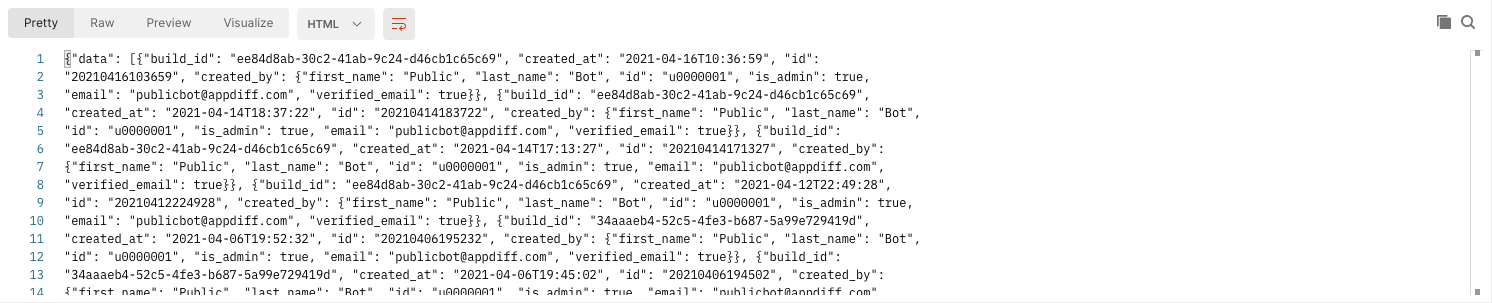 Pretty Raw Preview Visualize HTML
1 {"data": [{"build_id": "ee84d8ab-30c2-41ab-9c24-d46cb1c65c69", "created_at": "2021-04-16T10:36:59", "id":
2 "20210416103659", "created_by": {"first_name": "Public", "last_name": "Bot", "id": "u0000001", "is_admin": true,
3 "email": "publicbot@appdiff.com", "verified_email": true}}, {"build_id": "ee84d8ab-30c2-41ab-9c24-d46cb1c65c69",
4 "created_at": "2021-04-14T18:37:22", "id": "20210414183722", "created_by": {"first_name": "Public", "last_name": "Bot",
5 "id": "u0000001", "is_admin": true, "email": "publicbot@appdiff.com", "verified_email": true}}, {"build_id":
6 "ee84d8ab-30c2-41ab-9c24-d46cb1c65c69", "created_at": "2021-04-14T17:13:27", "id": "20210414171327", "created_by":
7 {"first_name": "Public", "last_name": "Bot", "id": "u0000001", "is_admin": true, "email": "publicbot@appdiff.com",
8 "verified_email": true}}, {"build_id": "ee84d8ab-30c2-41ab-9c24-d46cb1c65c69", "created_at": "2021-04-12T22:49:28",
9 "id": "20210412224928", "created_by": {"first_name": "Public", "last_name": "Bot", "id": "u0000001", "is_admin": true,
10 "email": "publicbot@appdiff.com", "verified_email": true}}, {"build_id": "34aaaeb4-52c5-4fe3-b687-5a99e729419d",
11 "created_at": "2021-04-06T19:52:32", "id": "20210406195232", "created_by": {"first_name": "Public", "last_name": "Bot",
12 "id": "u0000001", "is_admin": true, "email": "publicbot@appdiff.com", "verified_email": true}}, {"build_id":
13 "34aaaeb4-52c5-4fe3-b687-5a99e729419d", "created_at": "2021-04-06T19:45:02", "id": "20210406194502", "created_by":
14 {"first_name": "Public", "last_name": "Bot", "id": "u0000001", "is_admin": true, "email": "publicbot@appdiff.com",